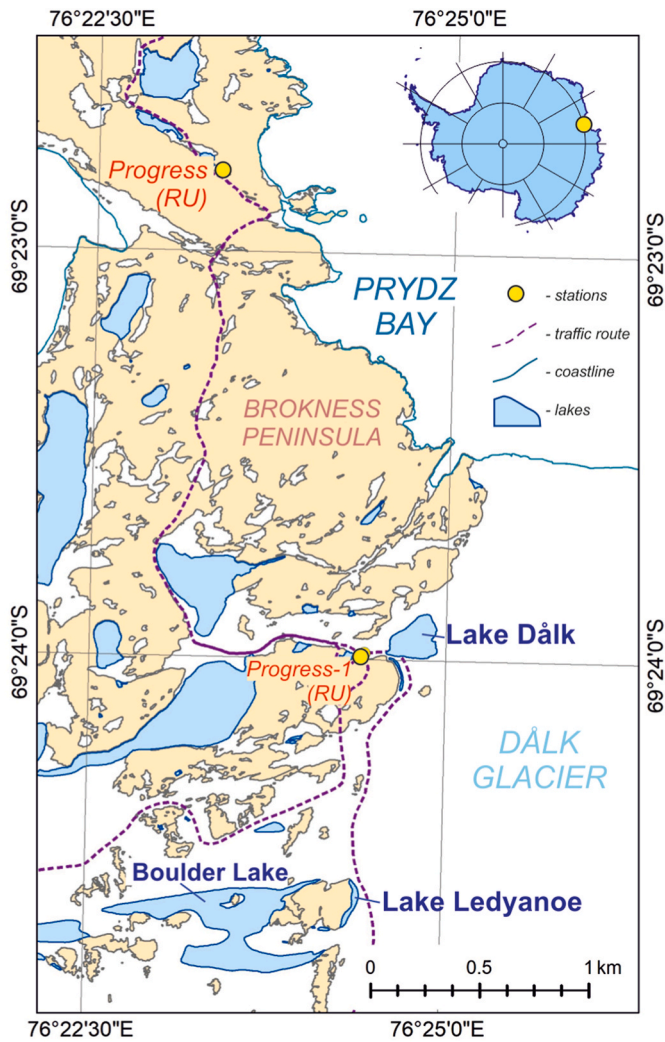 76°22'30"E 76°25'0"E
Progress
(RU)
69°23'0"S
69°23'0"S
PRYDZ
BAY
- stations
- traffic route
- coastline
- lakes
BROKNESS
PENINSULA
Lake Dålk
69°24'0"S
69°24'0"S
Progress-1
(RU)
DÅLK
GLACIER
Boulder Lake
Lake Ledyanoe
0 0.5 1 km
76°22'30"E 76°25'0"E